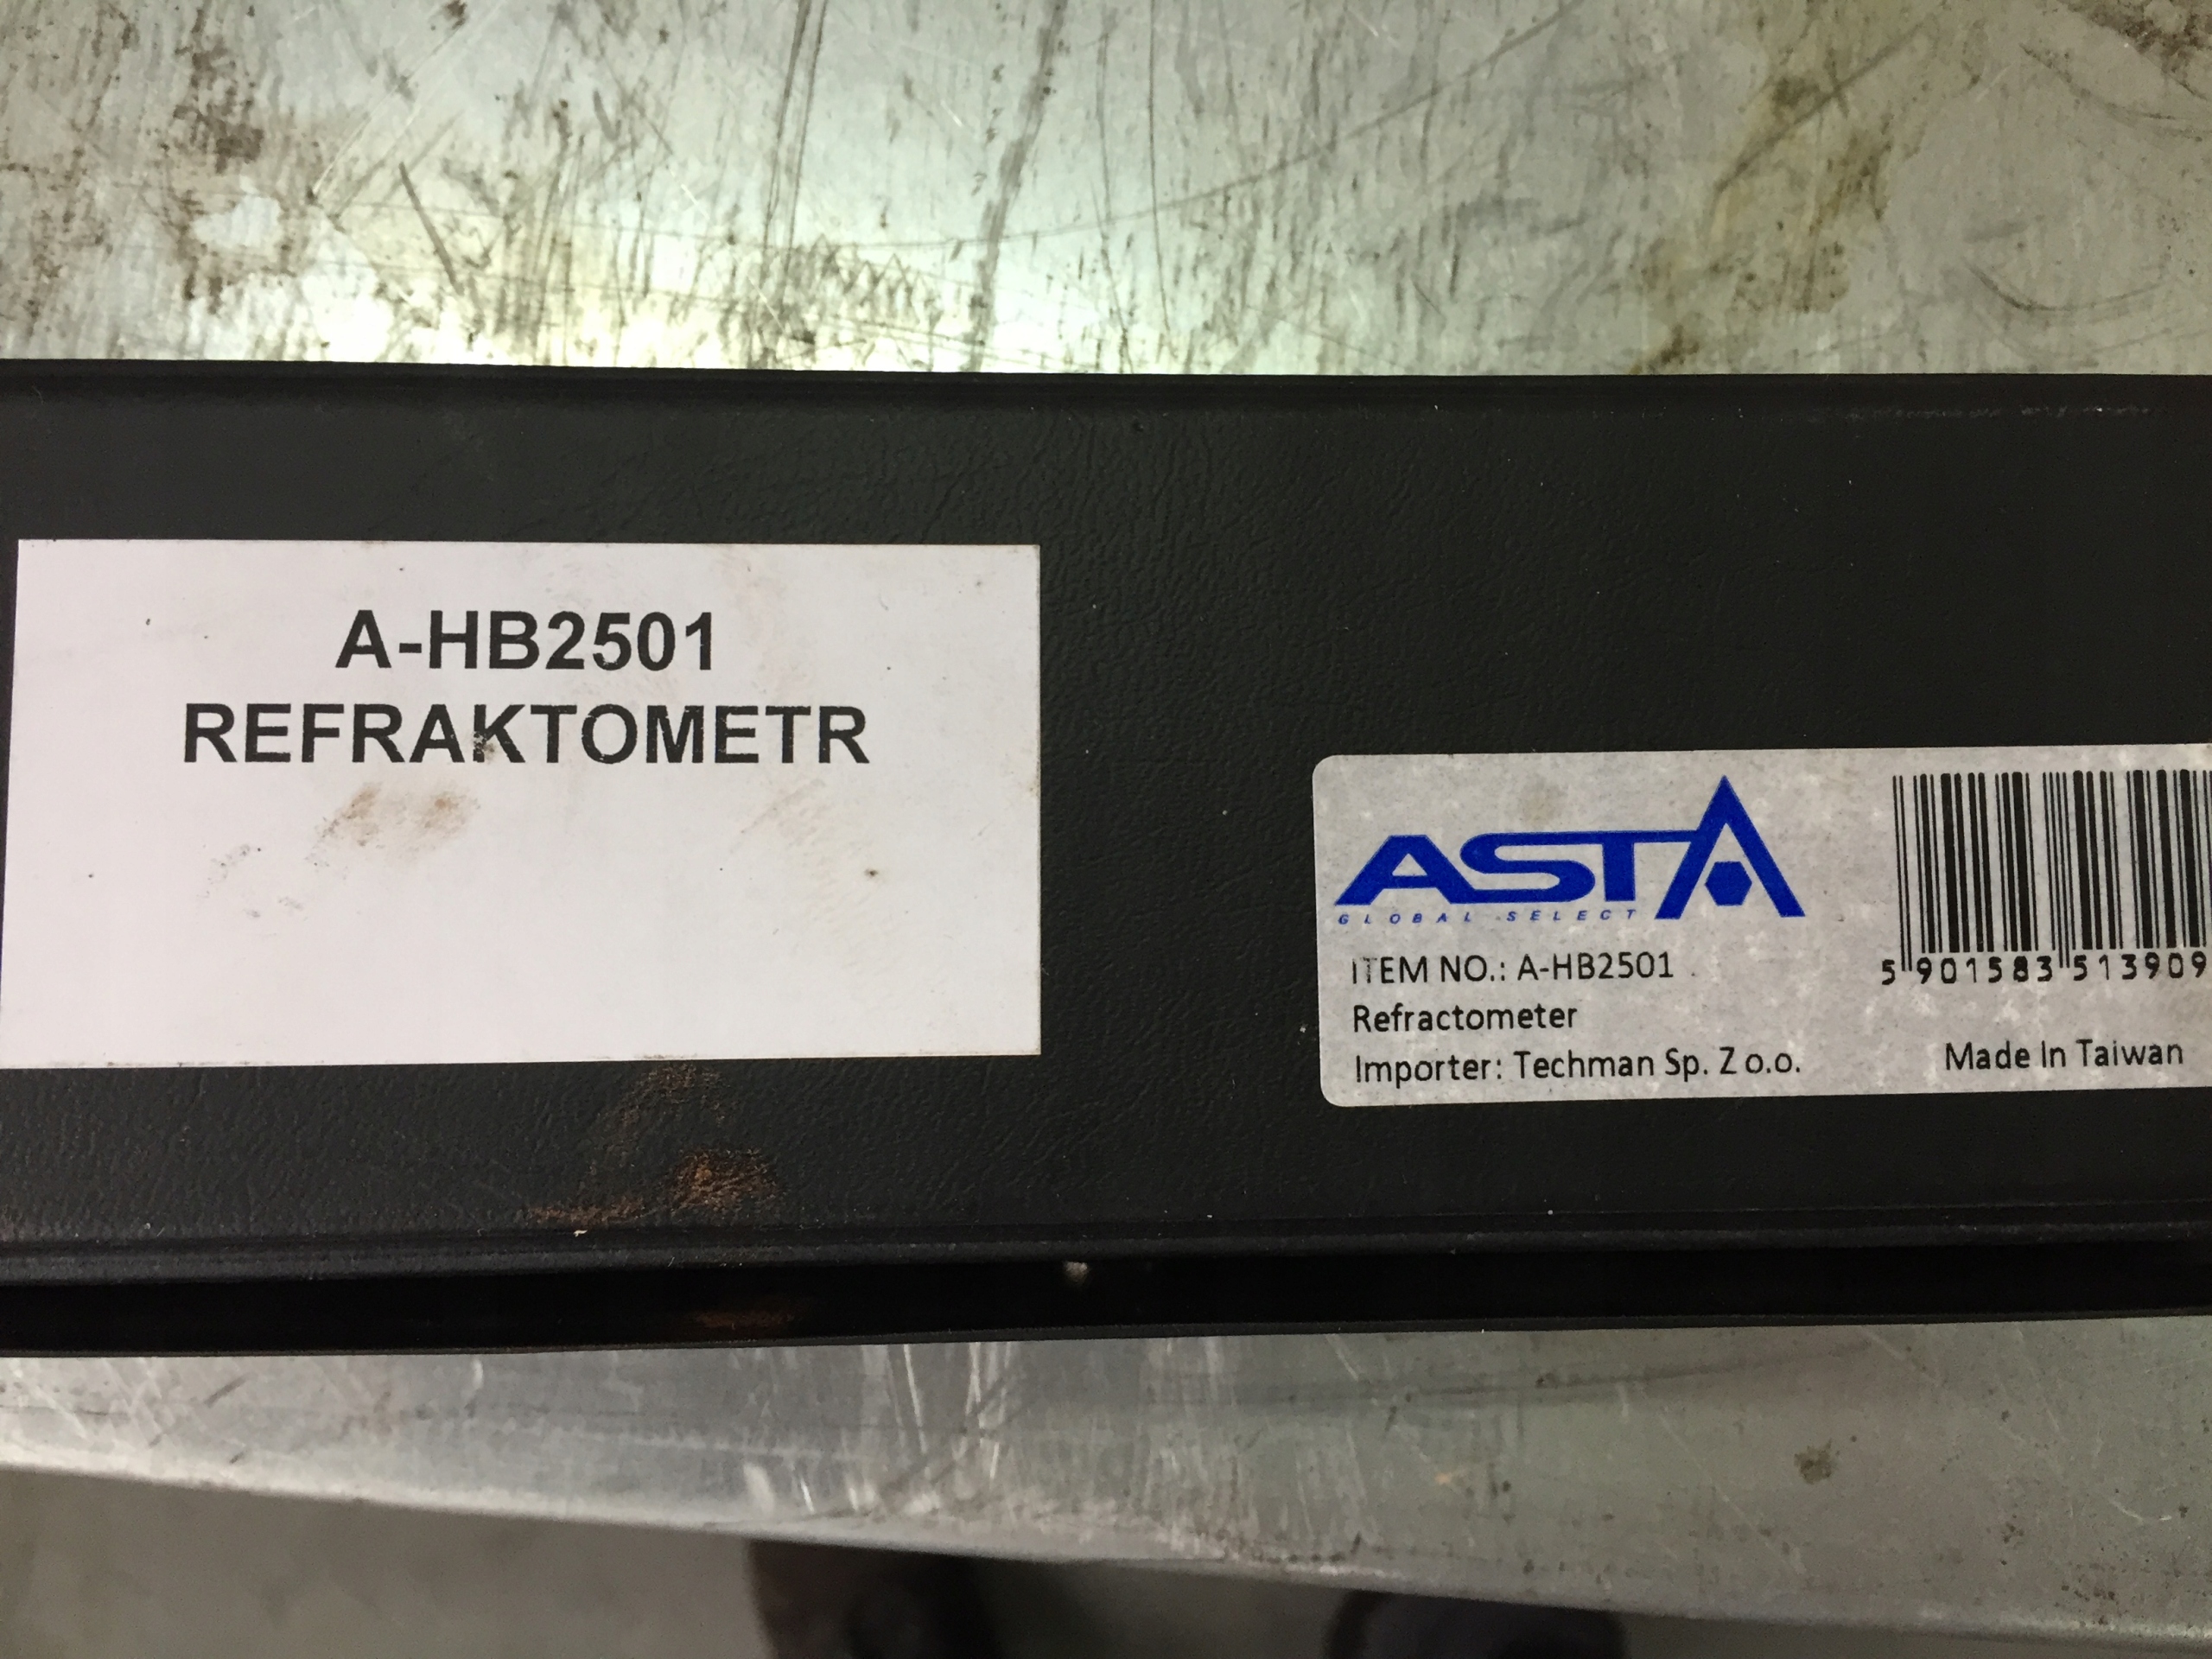 A-HB2501
REFRAKTOMETR
ASTA
GLOBAL SELECT
ITEM NO.: A-HB2501
Refractometer
Importer: Techman Sp. Z o.o.
5 901583 513909
Made In Taiwan